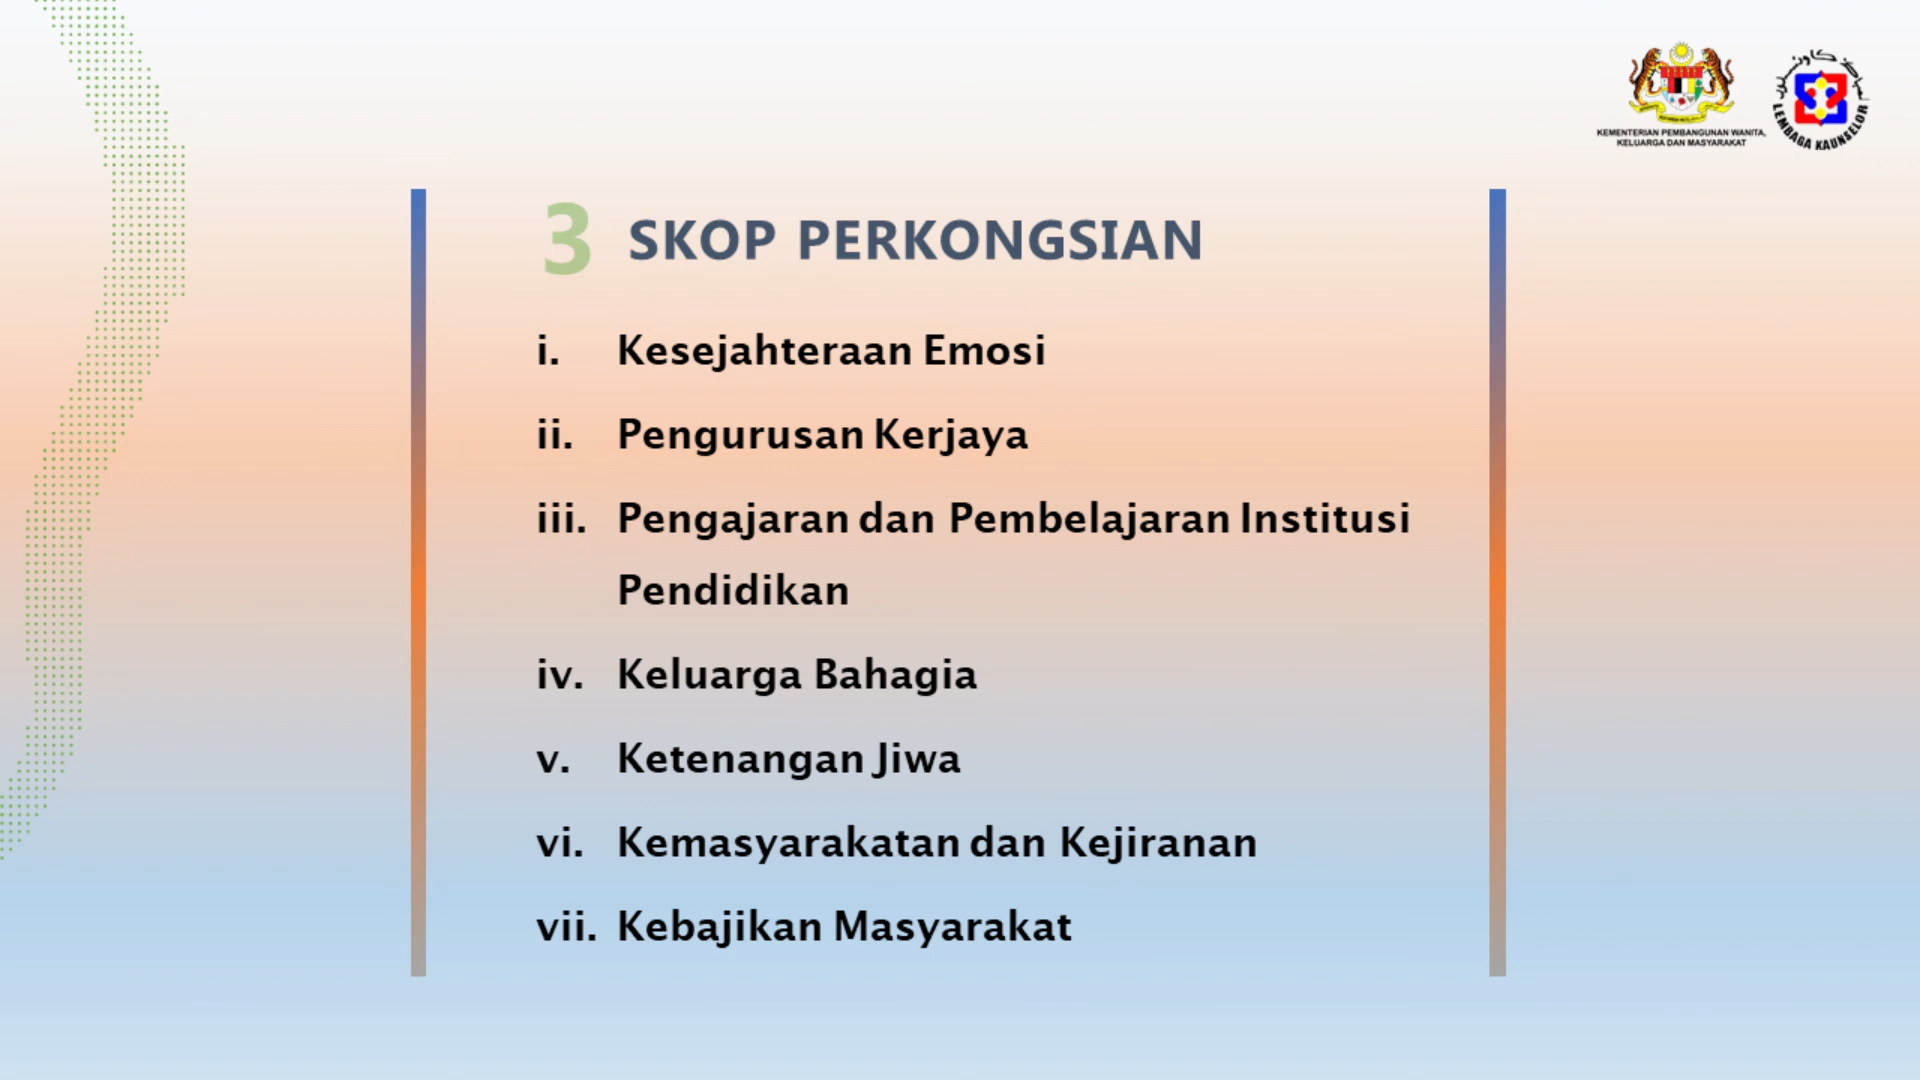 KEMENTERIAN PEMBANGUNAN WANITA,
KELUARGA DAN MASYARAKAT
LEMBAGA KAUNSELOR
3 SKOP PERKONGSIAN
i. Kesejahteraan Emosi
ii. Pengurusan Kerjaya
iii. Pengajaran dan Pembelajaran Institusi
Pendidikan
iv. Keluarga Bahagia
v. Ketenangan Jiwa
vi. Kemasyarakatan dan Kejiranan
vii. Kebajikan Masyarakat